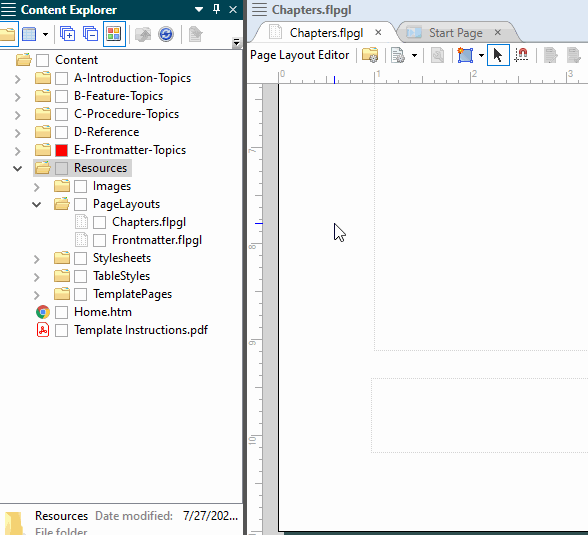 Content Explorer
Content
A-Introduction-Topics
B-Feature-Topics
C-Procedure-Topics
D-Reference
E-Frontmatter-Topics
Resources
Images
PageLayouts
Chapters.flpgl
Frontmatter.flpgl
Stylesheets
TableStyles
TemplatePages
Home.htm
Template Instructions.pdf
Resources Date modified: 7/27/202...
File folder
Chapters.flpgl
Chapters.flpgl Start Page
Page Layout Editor
0 1 2 3
7
8
9
10